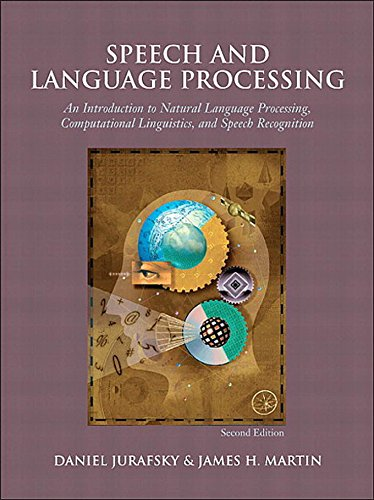 SPEECH AND
LANGUAGE PROCESSING
An Introduction to Natural Language Processing,
Computational Linguistics, and Speech Recognition
Second Edition
DANIEL JURAFSKY & JAMES H. MARTIN